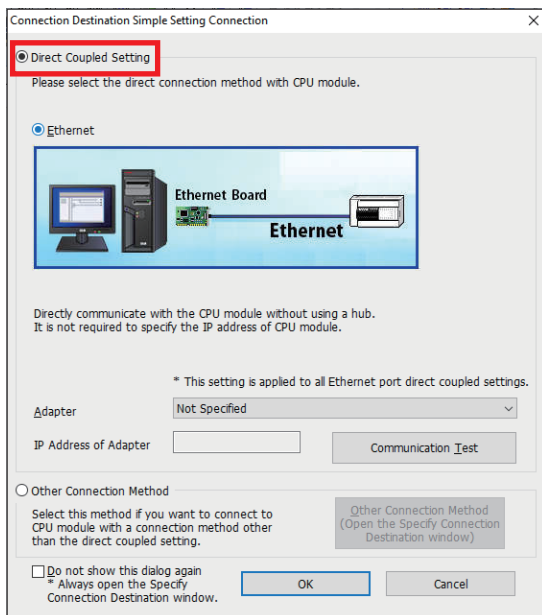 Connection Destination Simple Setting Connection
Direct Coupled Setting
Please select the direct connection method with CPU module.
Ethernet
Ethernet Board
Ethernet
Directly communicate with the CPU module without using a hub.
It is not required to specify the IP address of CPU module.
* This setting is applied to all Ethernet port direct coupled settings.
Adapter
Not Specified
IP Address of Adapter
Communication Test
Other Connection Method
Select this method if you want to connect to
CPU module with a connection method other
than the direct coupled setting.
Other Connection Method
(Open the Specify Connection
Destination window)
Do not show this dialog again
* Always open the Specify
Connection Destination window.
OK
Cancel